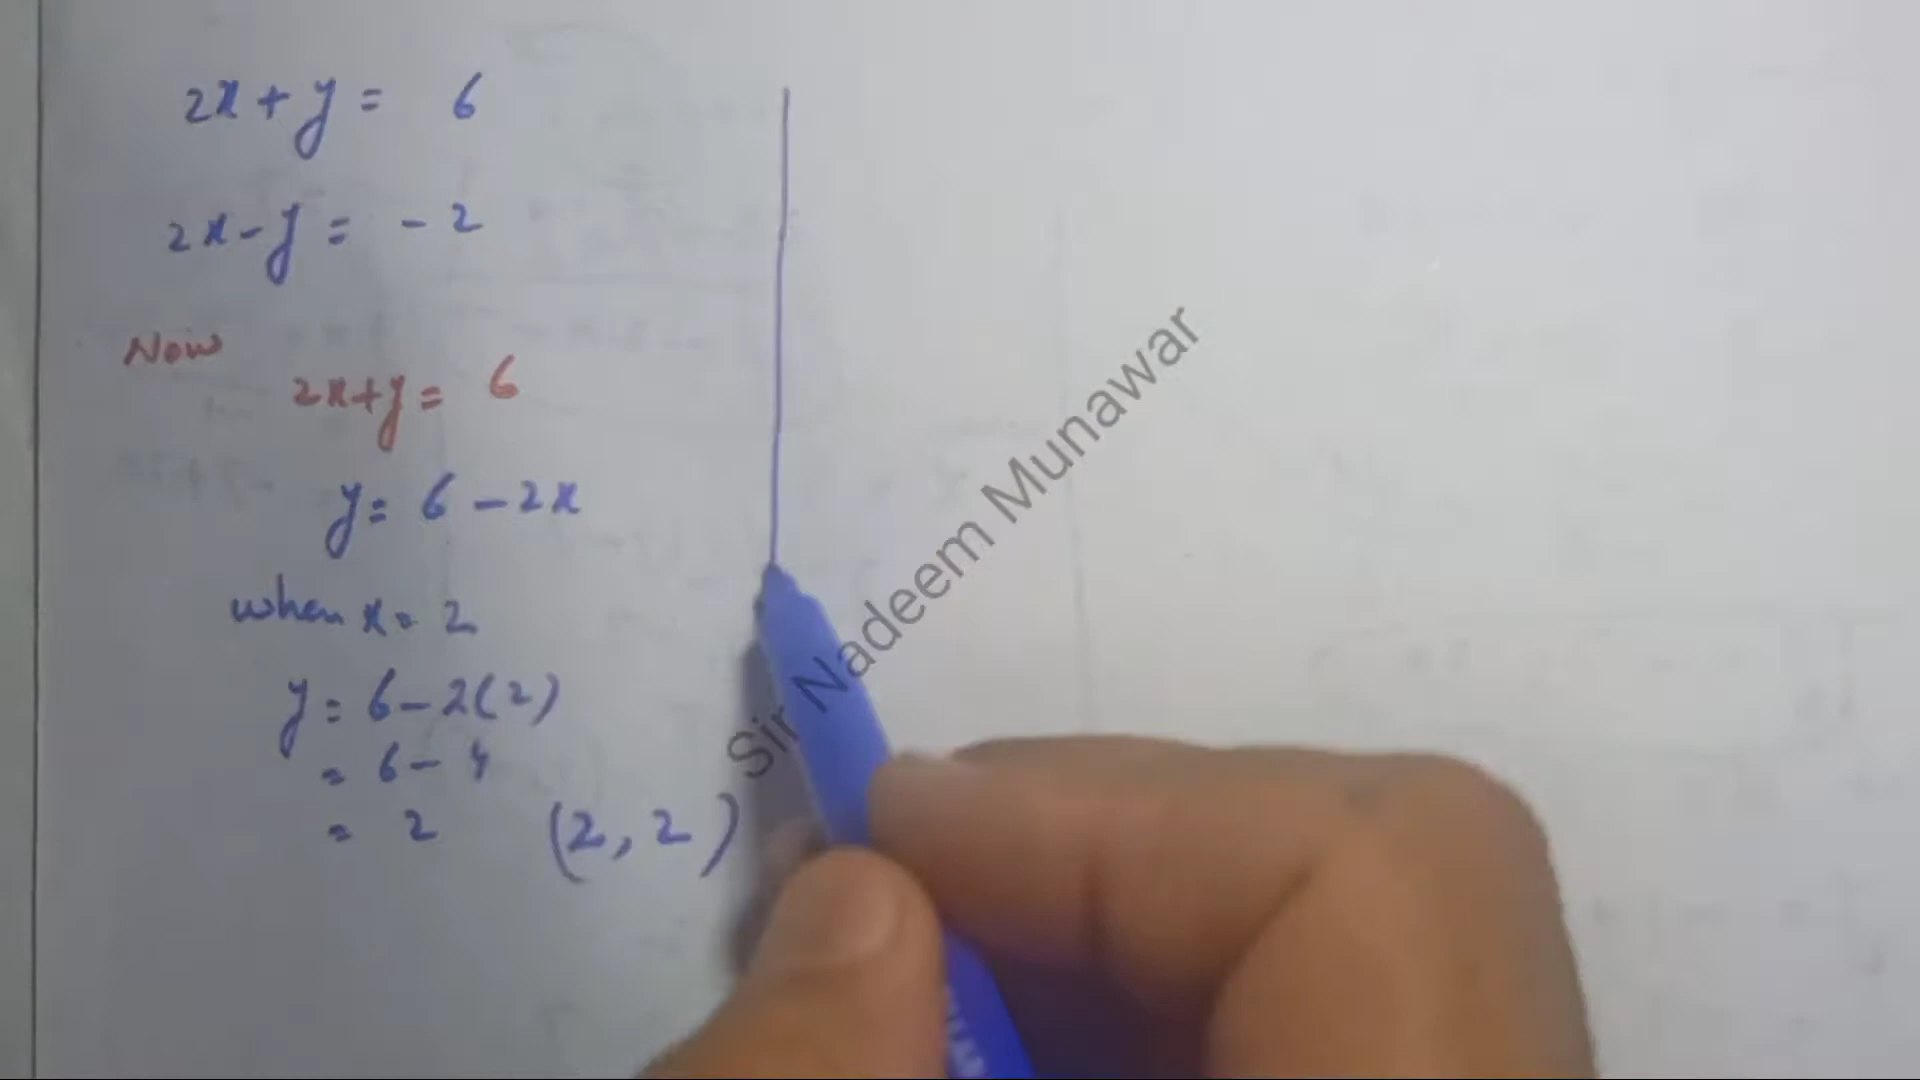 2x + y = 6
2x - y = - 2
Now
2x + y = 6
y = 6 - 2x
when x = 2
y = 6 - 2(2)
= 6 - 4
= 2 (2, 2)
Sir Nadeem Munawar